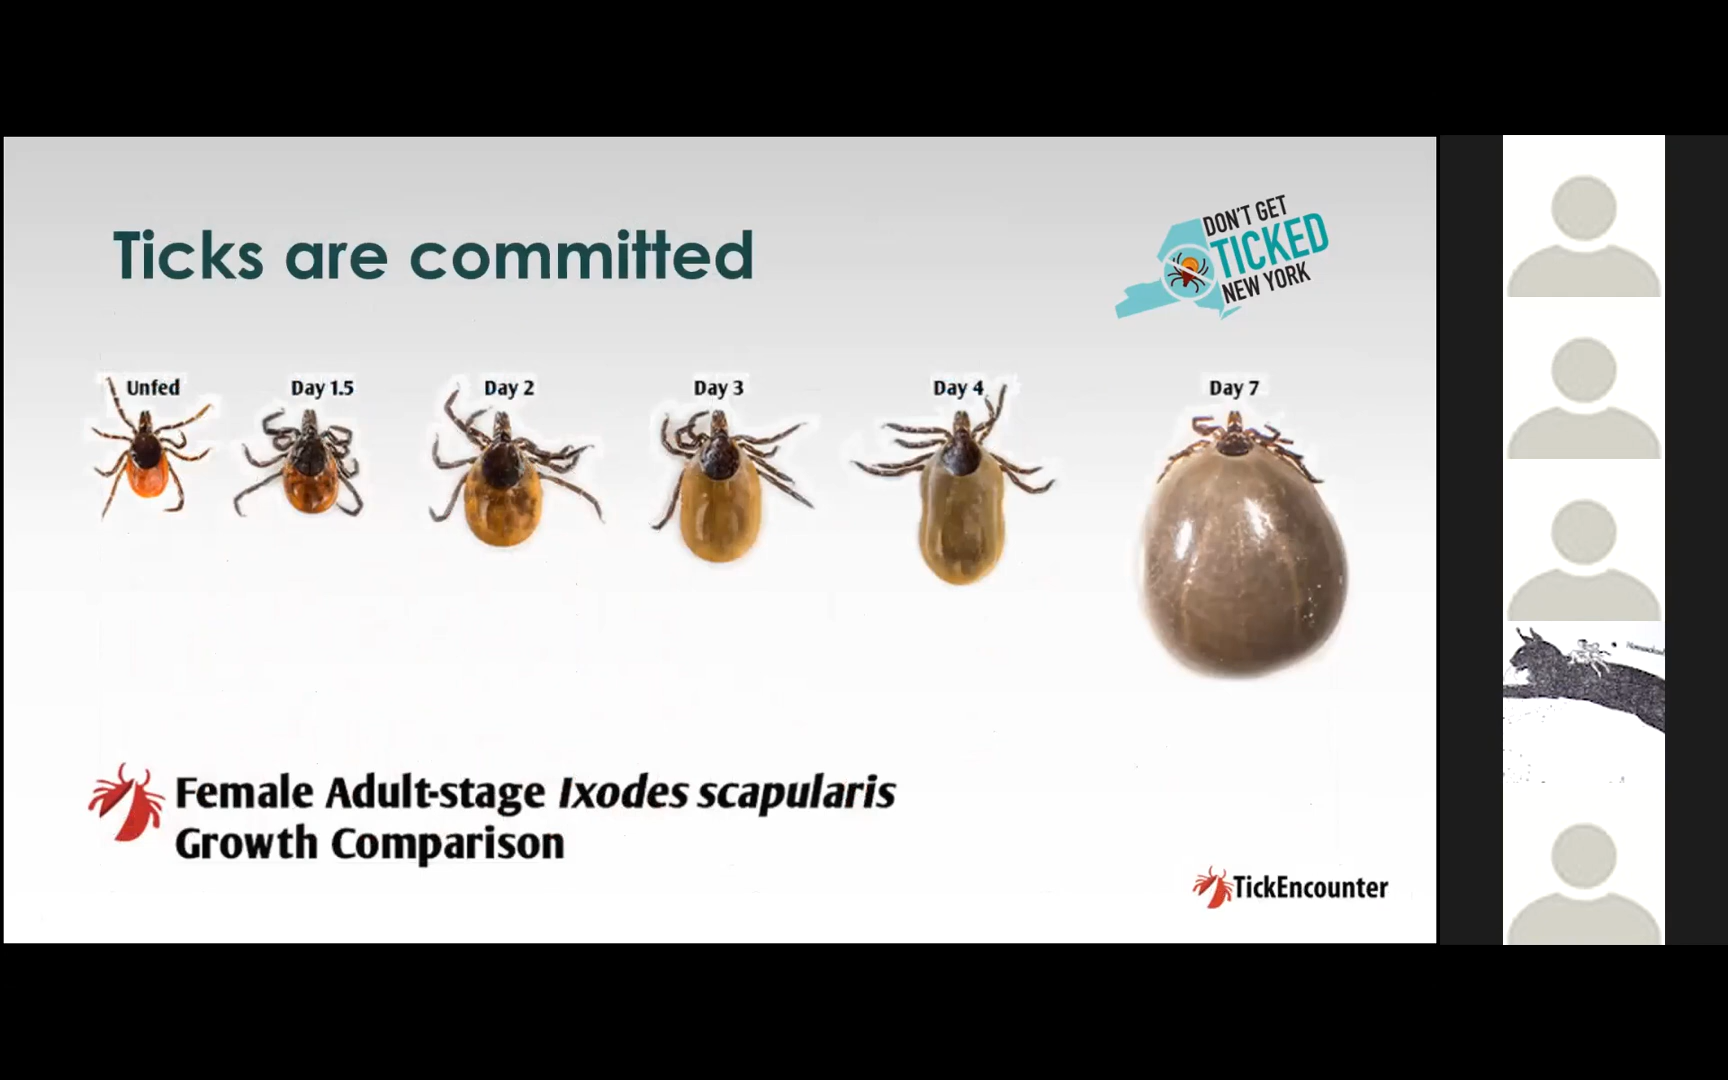 Ticks are committed
DON'T GET
TICKED
NEW YORK
Unfed
Day 1.5
Day 2
Day 3
Day 4
Day 7
Female Adult-stage Ixodes scapularis
Growth Comparison
TickEncounter